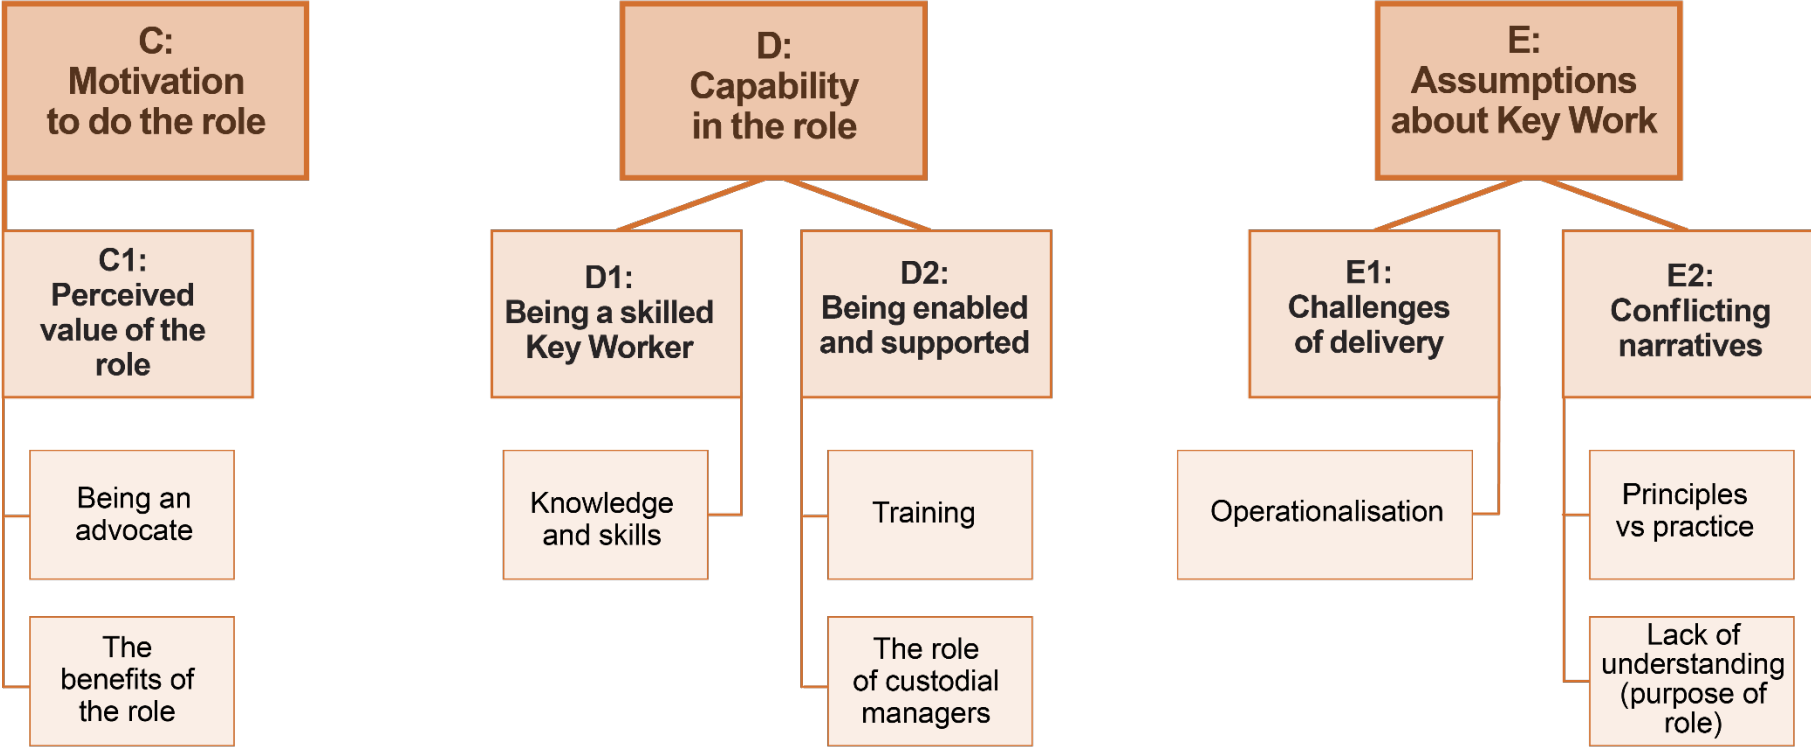 C:
Motivation
to do the role
D:
Capability
in the role
E:
Assumptions
about Key Work
C1:
Perceived
value of the
role
D1:
Being a skilled
Key Worker
D2:
Being enabled
and supported
E1:
Challenges
of delivery
E2:
Conflicting
narratives
Being an
advocate
Knowledge
and skills
Training
Operationalisation
Principles
vs practice
The
benefits of
the role
The role
of custodial
managers
Lack of
understanding
(purpose of
role)